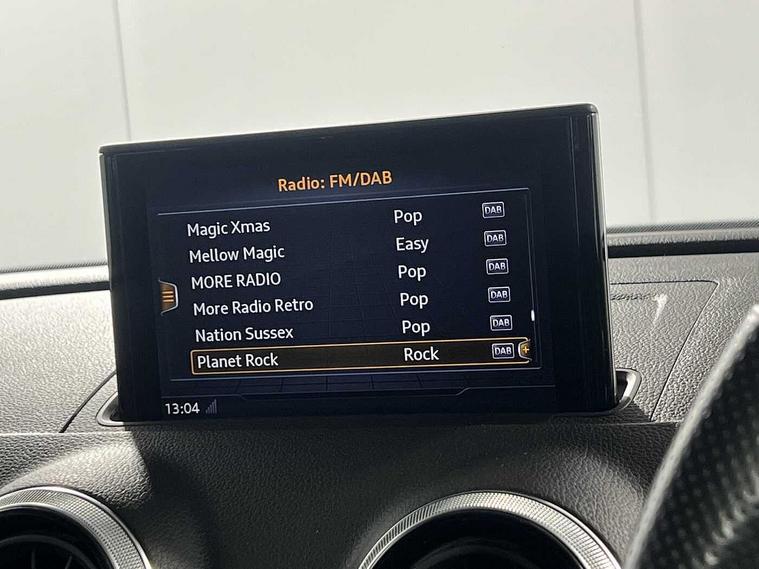 Radio: FM/DAB
Magic Xmas Pop DAB
Mellow Magic Easy DAB
MORE RADIO Pop DAB
More Radio Retro Pop DAB
Nation Sussex Pop DAB
Planet Rock Rock DAB +
13:04